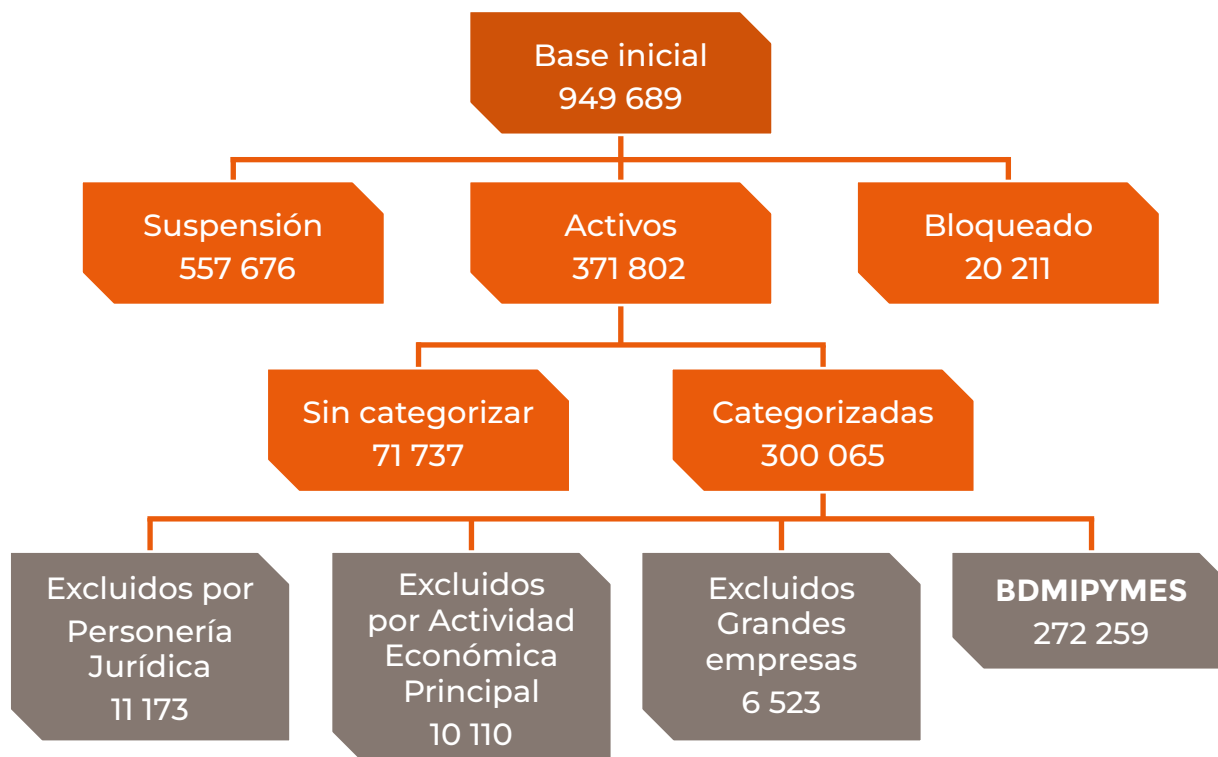 Base inicial
949 689
Suspensión
557 676
Activos
371 802
Bloqueado
20 211
Sin categorizar
71 737
Categorizadas
300 065
Excluidos por
Personería
Jurídica
11 173
Excluidos
por Actividad
Económica
Principal
10 110
Excluidos
Grandes
empresas
6 523
BDMIPYMES
272 259